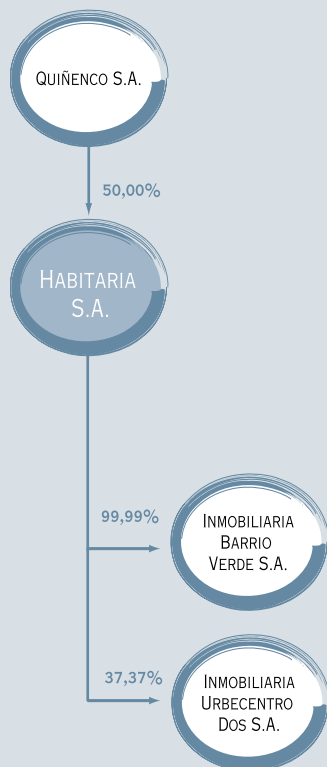 QUIÑENCO S.A.
50,00%
HABITARIA
S.A.
99,99%
INMOBILIARIA
BARRIO
VERDE S.A.
37,37%
INMOBILIARIA
URBECENTRO
DOS S.A.